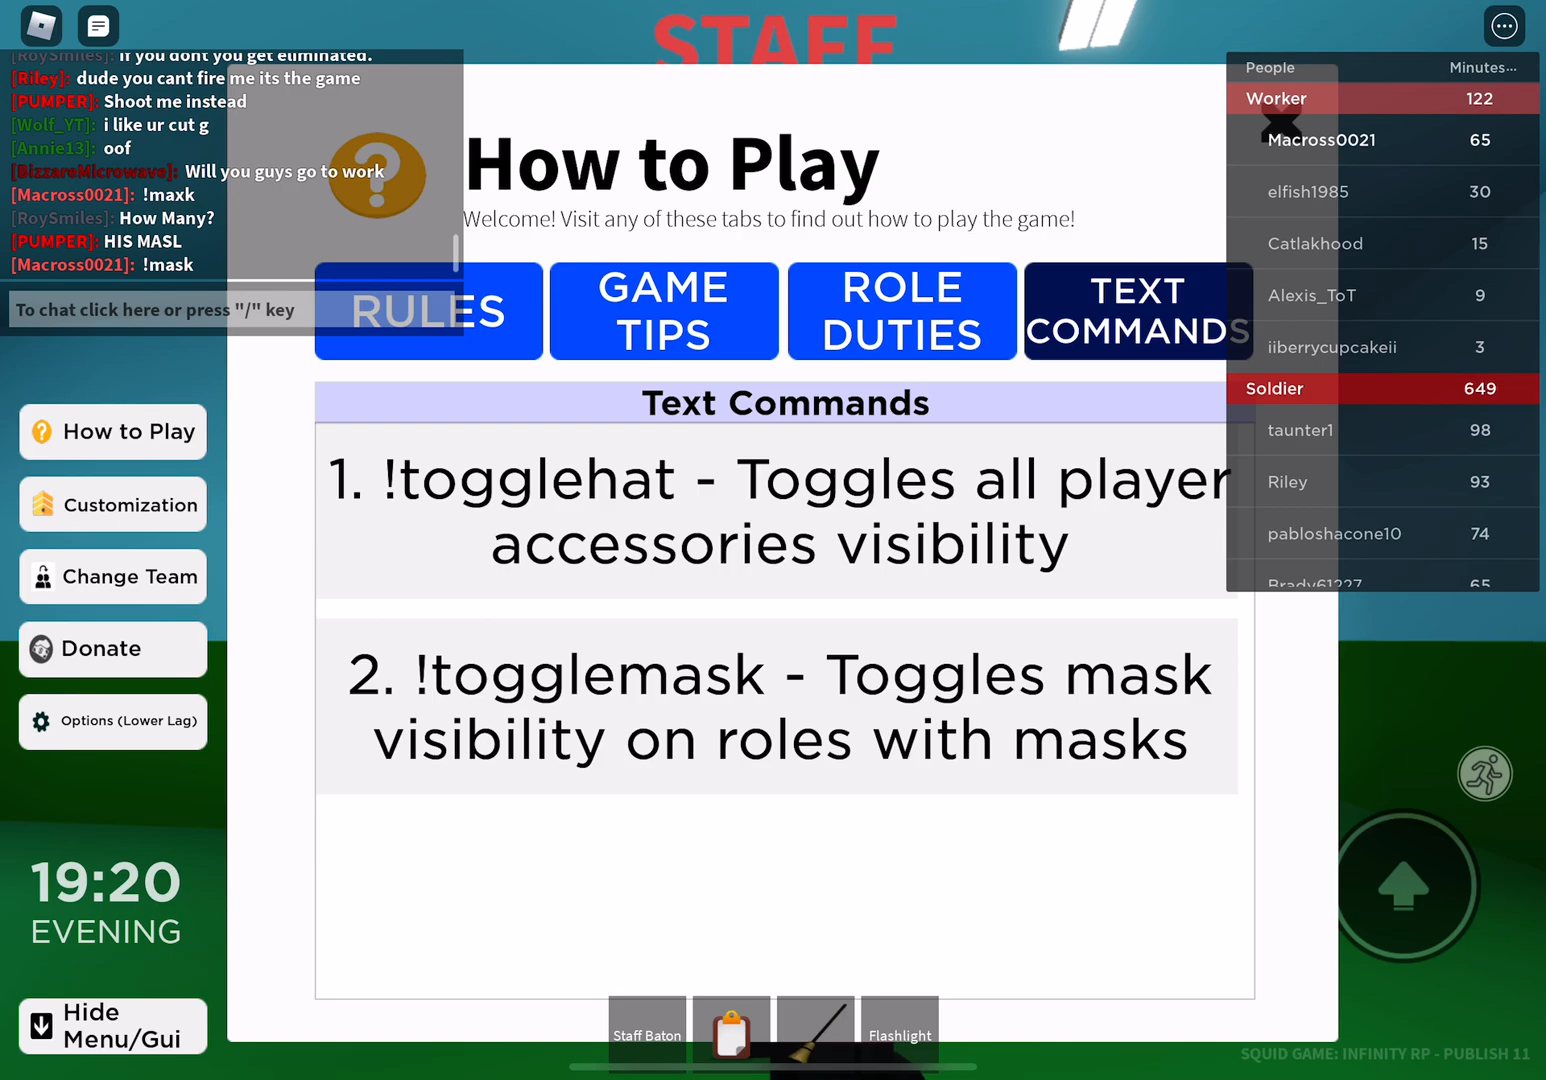 STAFF
[RoySmiles]: If you dont you get eliminated.
[Riley]: dude you cant fire me its the game
[PUMPER]: Shoot me instead
[Wolf_YT]: i like ur cut g
[Annie13]: oof
[BizzareMicrowave]: Will you guys go to work
[Macross0021]: !maxk
[RoySmiles]: How Many?
[PUMPER]: HIS MASL
[Macross0021]: !mask
To chat click here or press "/" key
How to Play
Welcome! Visit any of these tabs to find out how to play the game!
RULES
GAME
TIPS
ROLE
DUTIES
TEXT
COMMANDS
Text Commands
1. !togglehat - Toggles all player
accessories visibility
2. !togglemask - Toggles mask
visibility on roles with masks
People Minutes...
Worker 122
Macross0021 65
elfish1985 30
Catlakhood 15
Alexis_ToT 9
iiberrycupcakeii 3
Soldier 649
taunter1 98
Riley 93
pabloshacone10 74
Brady61227 65
How to Play
Customization
Change Team
Donate
Options (Lower Lag)
19:20
EVENING
Hide
Menu/Gui
Staff Baton
Flashlight
SQUID GAME: INFINITY RP - PUBLISH 11